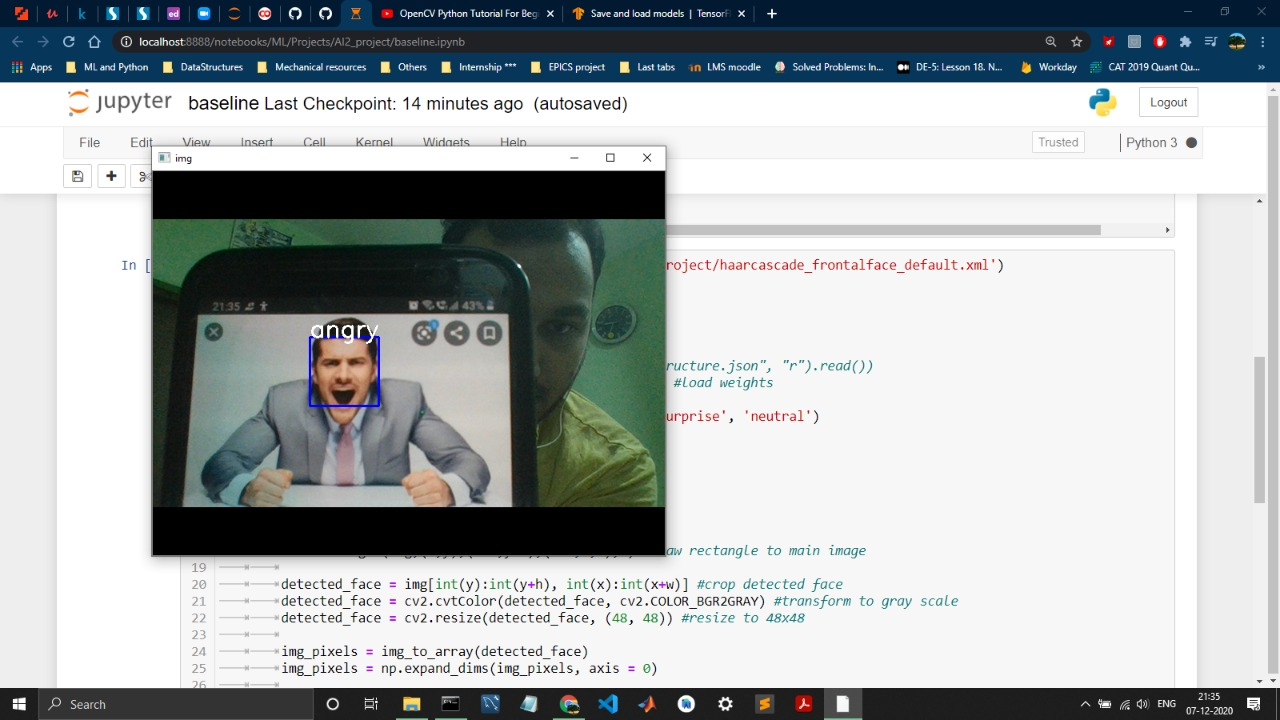 OpenCV Python Tutorial For Beg
Save and load models | TensorFl
localhost:8888/notebooks/ML/Projects/AI2_project/baseline.ipynb
Apps
ML and Python
DataStructures
Mechanical resources
Others
Internship ***
EPICS project
Last tabs
LMS moodle
Solved Problems: In...
DE-5: Lesson 18. N...
Workday
CAT 2019 Quant Qu...
jupyter
baseline Last Checkpoint: 14 minutes ago (autosaved)
Logout
File
Edit
View
Insert
Cell
Kernel
Widgets
Help
Trusted
Python 3
img
21:35
43%
angry
In [
roject/haarcascade_frontalface_default.xml')
ructure.json", "r").read())
#load weights
urprise', 'neutral')
aw rectangle to main image
19
20 detected_face = img[int(y):int(y+h), int(x):int(x+w)] #crop detected face
21 detected_face = cv2.cvtColor(detected_face, cv2.COLOR_BGR2GRAY) #transform to gray scale
22 detected_face = cv2.resize(detected_face, (48, 48)) #resize to 48x48
23
24 img_pixels = img_to_array(detected_face)
25 img_pixels = np.expand_dims(img_pixels, axis = 0)
26
Search
ENG
21:35
07-12-2020